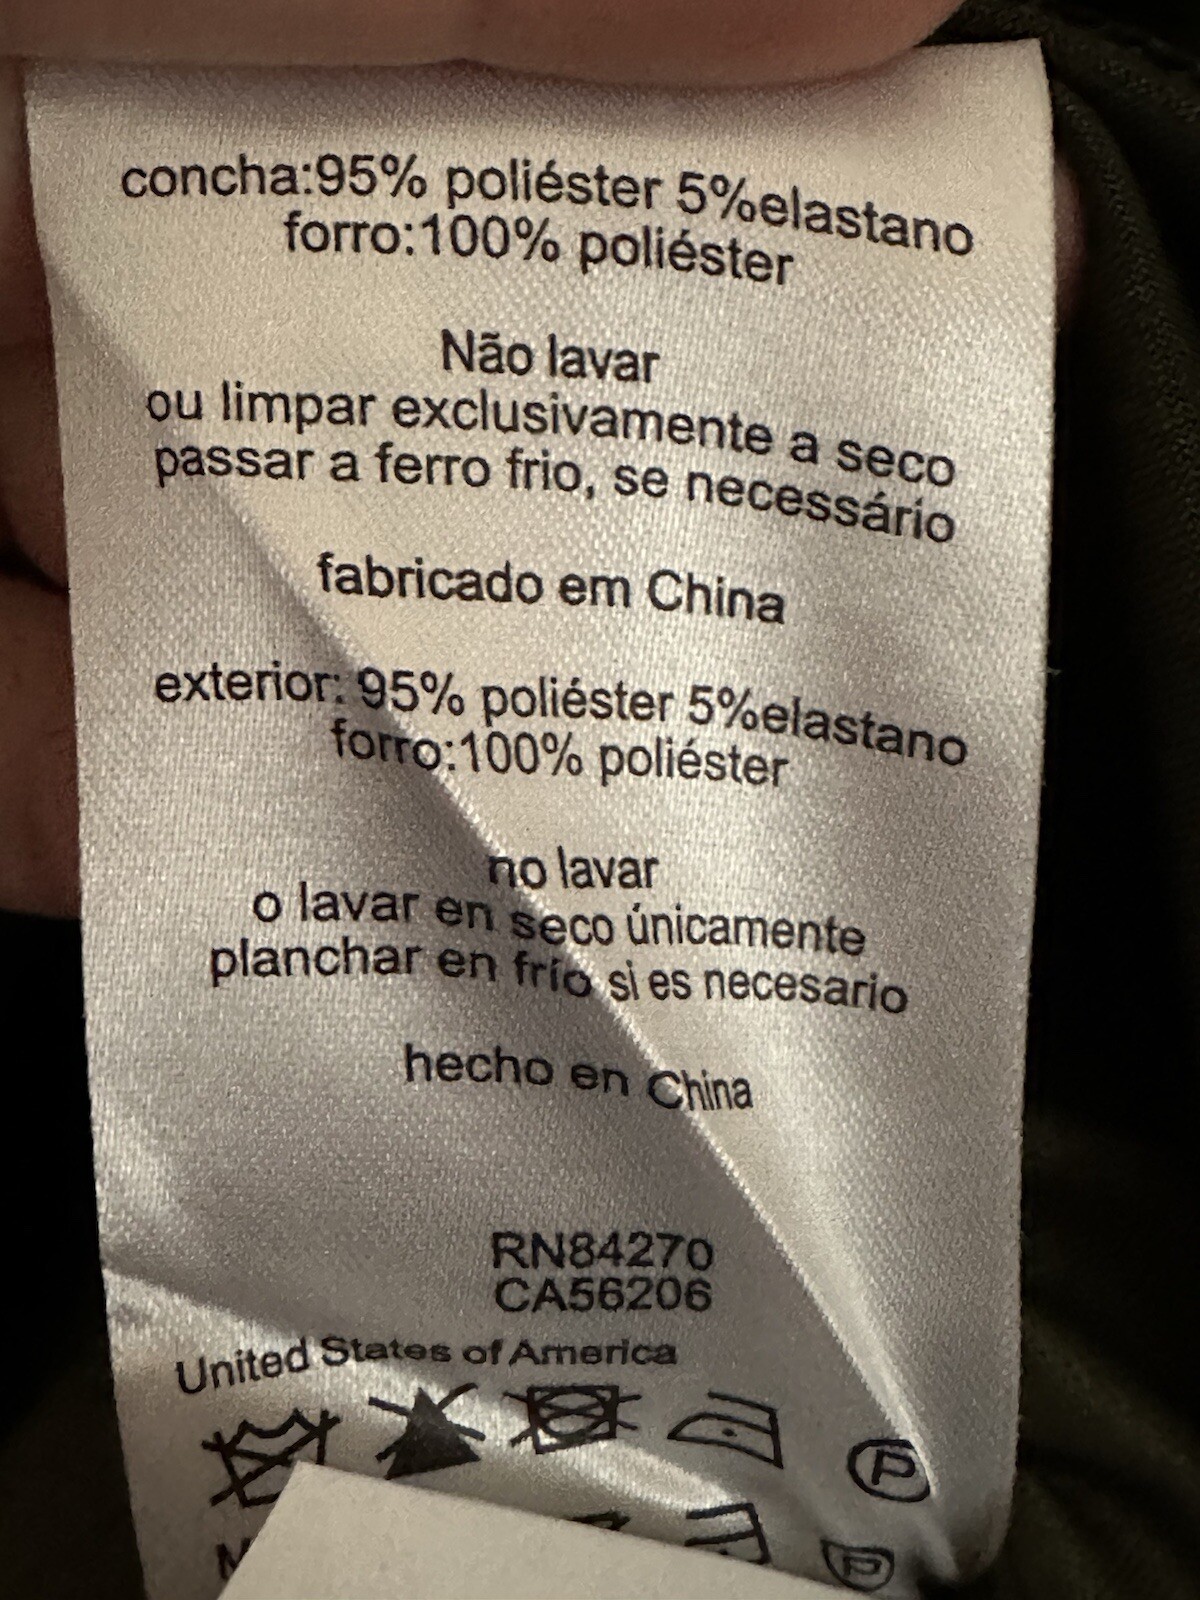 concha:95% poliéster 5%elastano
forro:100% poliéster
Não lavar
ou limpar exclusivamente a seco
passar a ferro frio, se necessário
fabricado em China
exterior: 95% poliéster 5%elastano
forro:100% poliéster
no lavar
o lavar en seco únicamente
planchar en frío si es necesario
hecho en China
RN84270
CA56206
United States of America
P
P